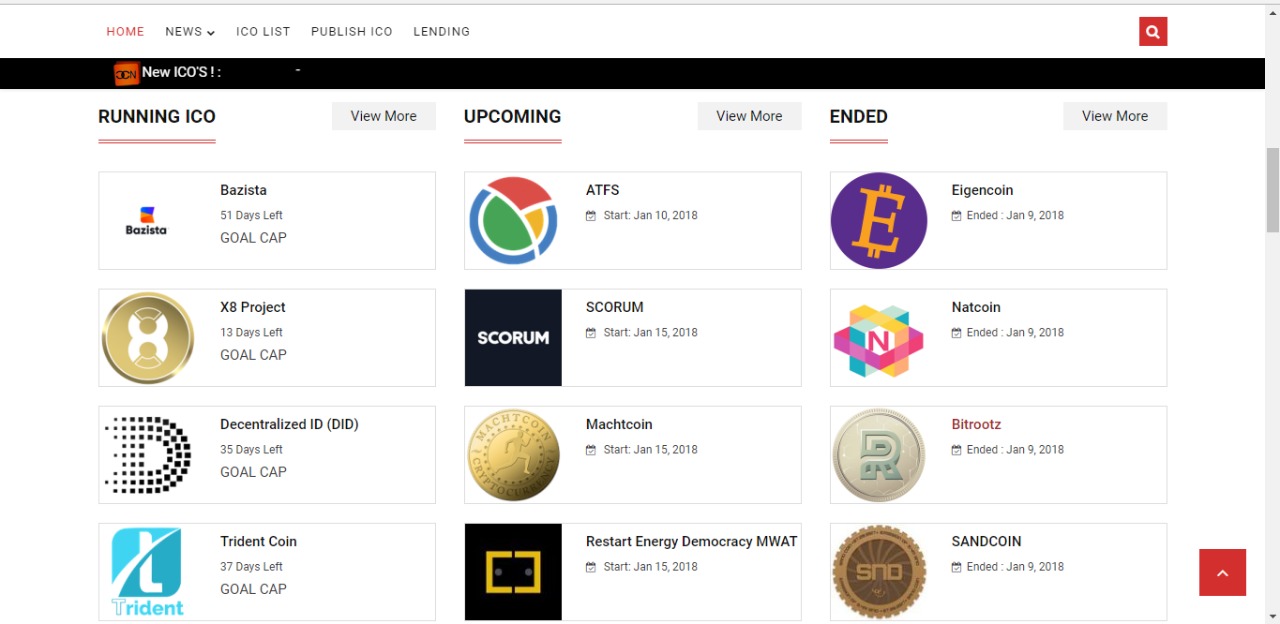 HOME NEWS ICO LIST PUBLISH ICO LENDING
CCN New ICO'S ! : -
RUNNING ICO View More
Bazista
Bazista
51 Days Left
GOAL CAP
X8 Project
13 Days Left
GOAL CAP
Decentralized ID (DID)
35 Days Left
GOAL CAP
Trident
Trident Coin
37 Days Left
GOAL CAP
UPCOMING View More
ATFS
Start: Jan 10, 2018
SCORUM
SCORUM
Start: Jan 15, 2018
MACHTCOIN
CRYPTOCURRENCY
Machtcoin
Start: Jan 15, 2018
Restart Energy Democracy MWAT
Start: Jan 15, 2018
ENDED View More
E
Eigencoin
Ended : Jan 9, 2018
N
Natcoin
Ended : Jan 9, 2018
Bitrootz
Ended : Jan 9, 2018
SND
SANDCOIN
Ended : Jan 9, 2018